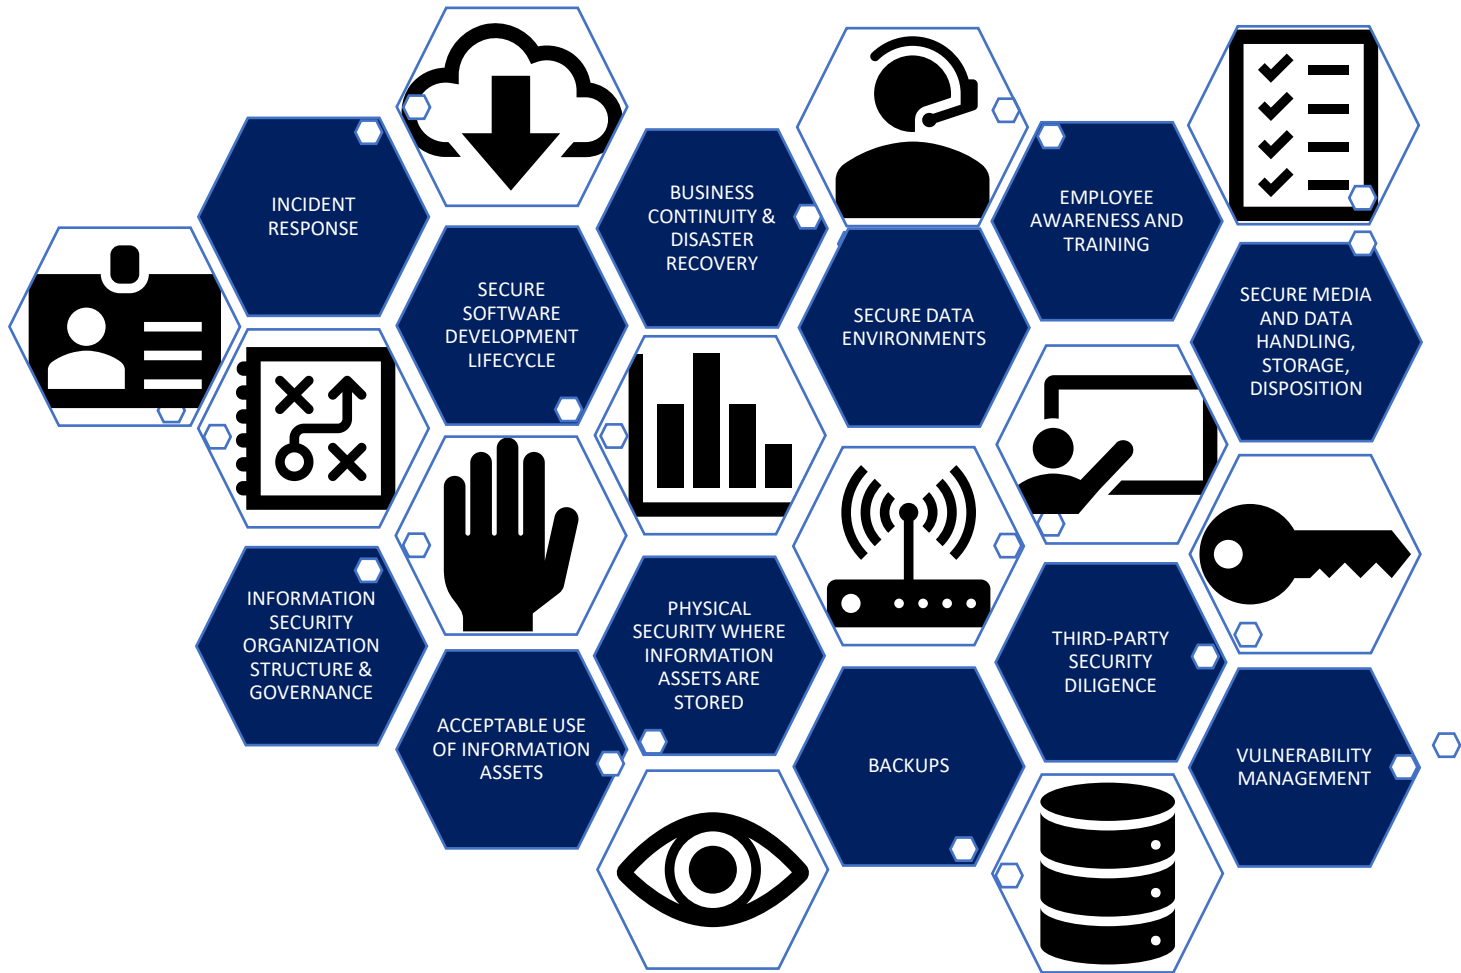 INCIDENT
RESPONSE
BUSINESS
CONTINUITY &
DISASTER
RECOVERY
EMPLOYEE
AWARENESS AND
TRAINING
SECURE
SOFTWARE
DEVELOPMENT
LIFECYCLE
SECURE DATA
ENVIRONMENTS
SECURE MEDIA
AND DATA
HANDLING,
STORAGE,
DISPOSITION
INFORMATION
SECURITY
ORGANIZATION
STRUCTURE &
GOVERNANCE
PHYSICAL
SECURITY WHERE
INFORMATION
ASSETS ARE
STORED
THIRD-PARTY
SECURITY
DILIGENCE
ACCEPTABLE USE
OF INFORMATION
ASSETS
BACKUPS
VULNERABILITY
MANAGEMENT